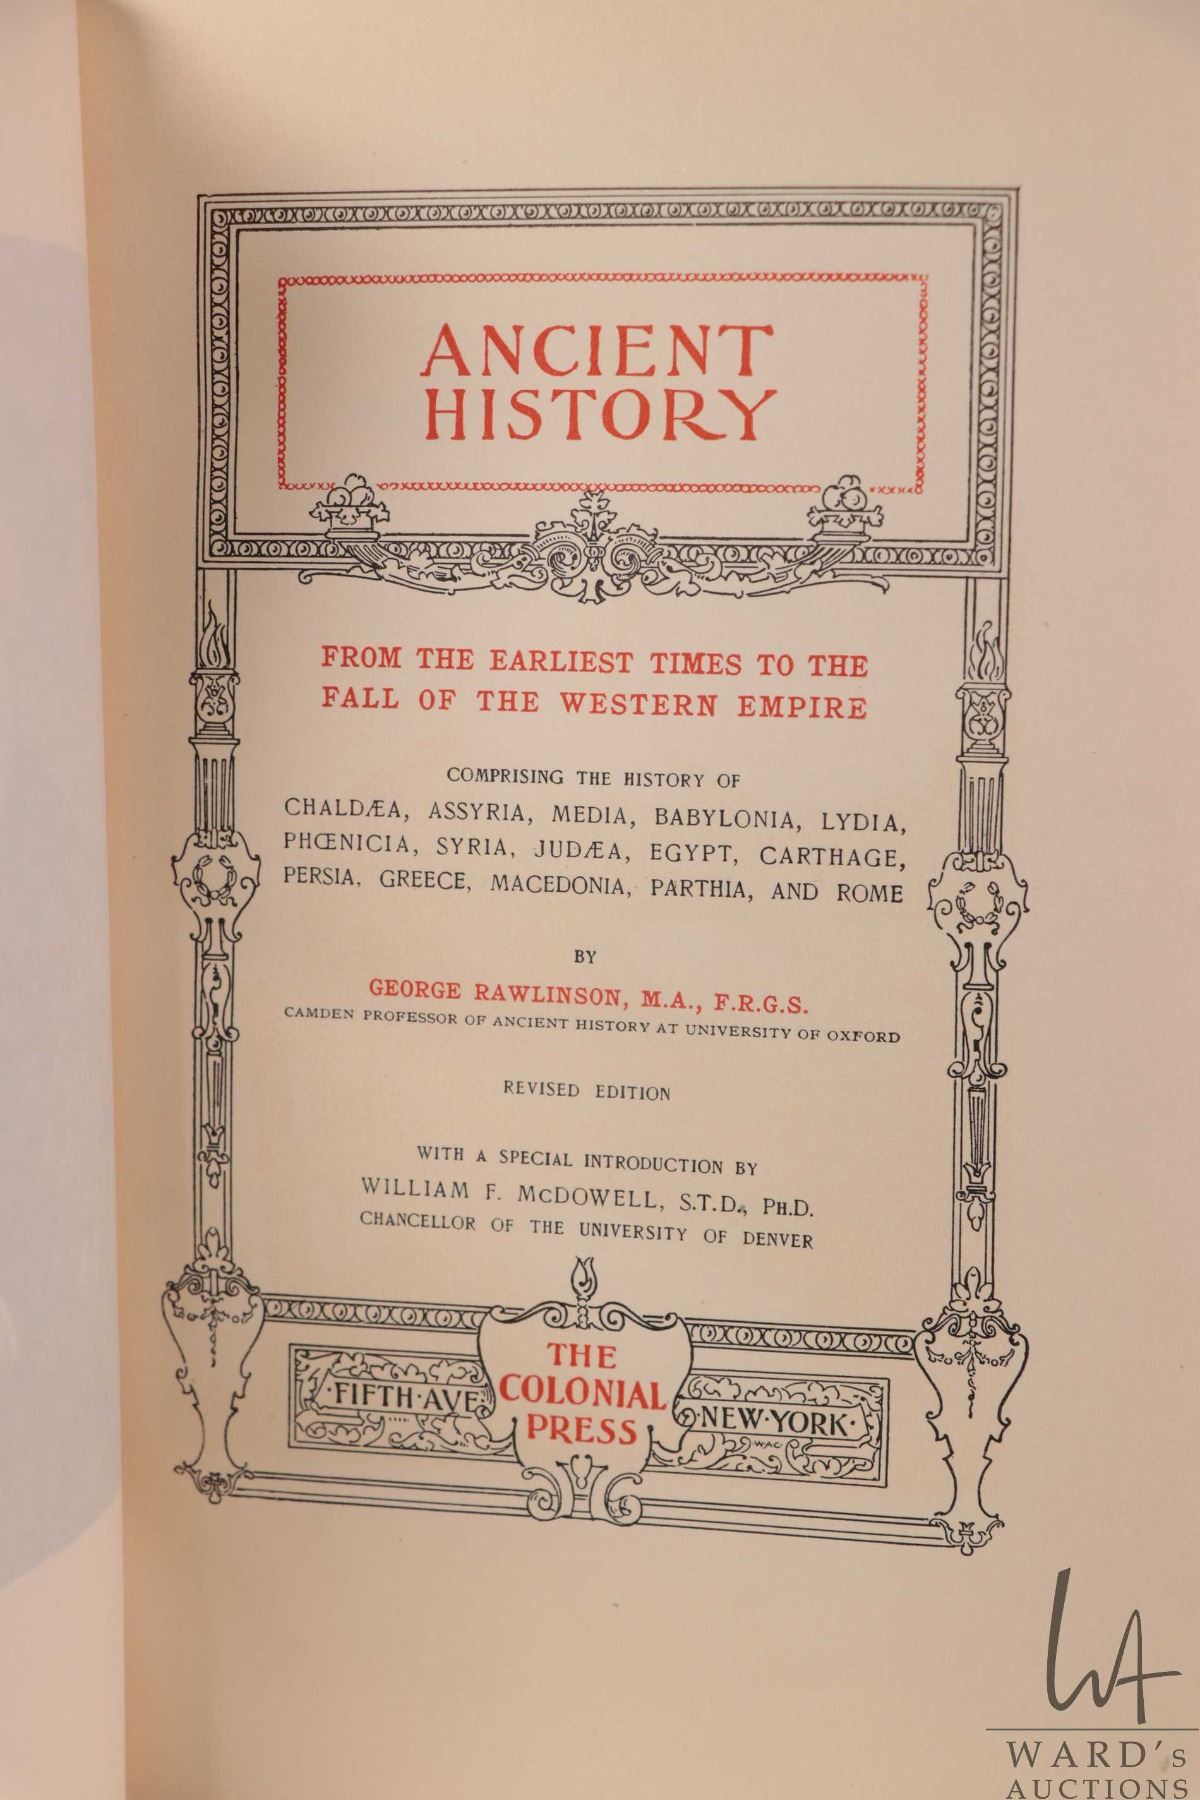 ANCIENT
HISTORY
FROM THE EARLIEST TIMES TO THE
FALL OF THE WESTERN EMPIRE
COMPRISING THE HISTORY OF
CHALDÆA, ASSYRIA, MEDIA, BABYLONIA, LYDIA,
PHŒNICIA, SYRIA, JUDÆA, EGYPT, CARTHAGE,
PERSIA, GREECE, MACEDONIA, PARTHIA, AND ROME
BY
GEORGE RAWLINSON, M.A., F.R.G.S.
CAMDEN PROFESSOR OF ANCIENT HISTORY AT UNIVERSITY OF OXFORD
REVISED EDITION
WITH A SPECIAL INTRODUCTION BY
WILLIAM F. McDOWELL, S.T.D., PH.D.
CHANCELLOR OF THE UNIVERSITY OF DENVER
THE
COLONIAL
PRESS
·FIFTH·AVE·
·NEW·YORK·
W·A·C·
WA
WARD's
AUCTIONS